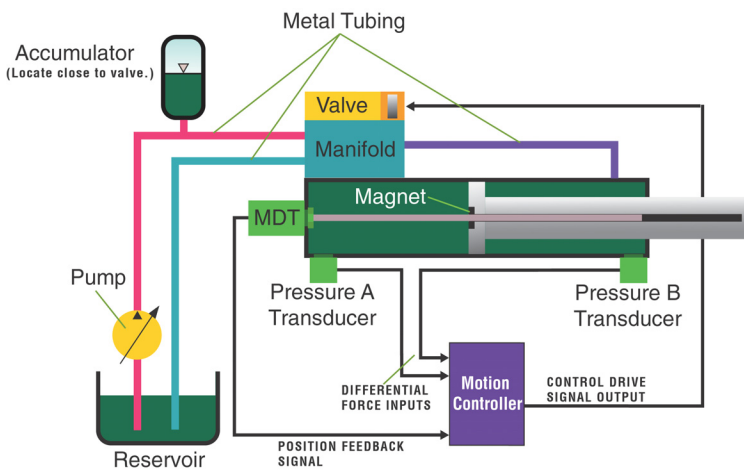 Metal Tubing
Accumulator
(Locate close to valve.)
Valve
Manifold
Magnet
MDT
Pump
Pressure A
Transducer
Pressure B
Transducer
DIFFERENTIAL
FORCE INPUTS
Motion
Controller
CONTROL DRIVE
SIGNAL OUTPUT
POSITION FEEDBACK
SIGNAL
Reservoir